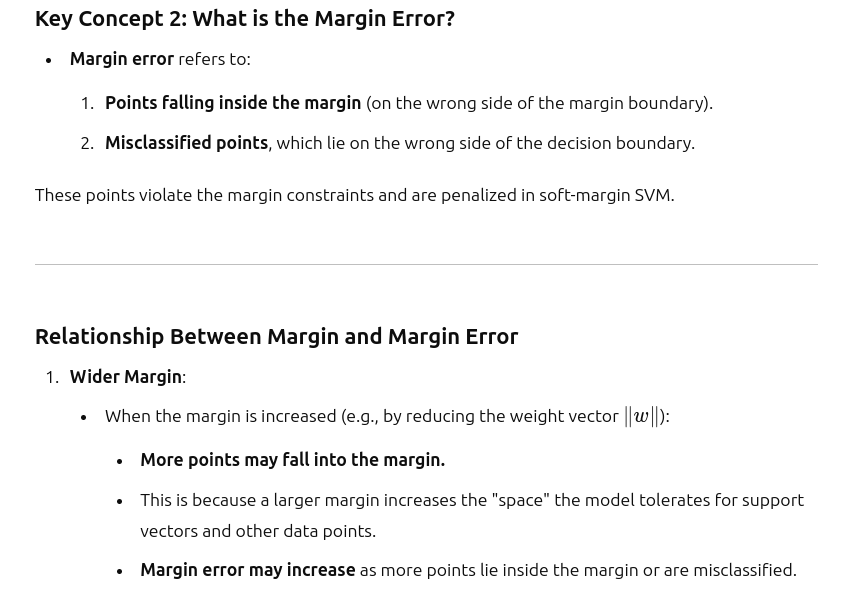 Key Concept 2: What is the Margin Error?
• Margin error refers to:
1. Points falling inside the margin (on the wrong side of the margin boundary).
2. Misclassified points, which lie on the wrong side of the decision boundary.
These points violate the margin constraints and are penalized in soft-margin SVM.
Relationship Between Margin and Margin Error
1. Wider Margin:
• When the margin is increased (e.g., by reducing the weight vector ||w||):
• More points may fall into the margin.
• This is because a larger margin increases the "space" the model tolerates for support
vectors and other data points.
• Margin error may increase as more points lie inside the margin or are misclassified.